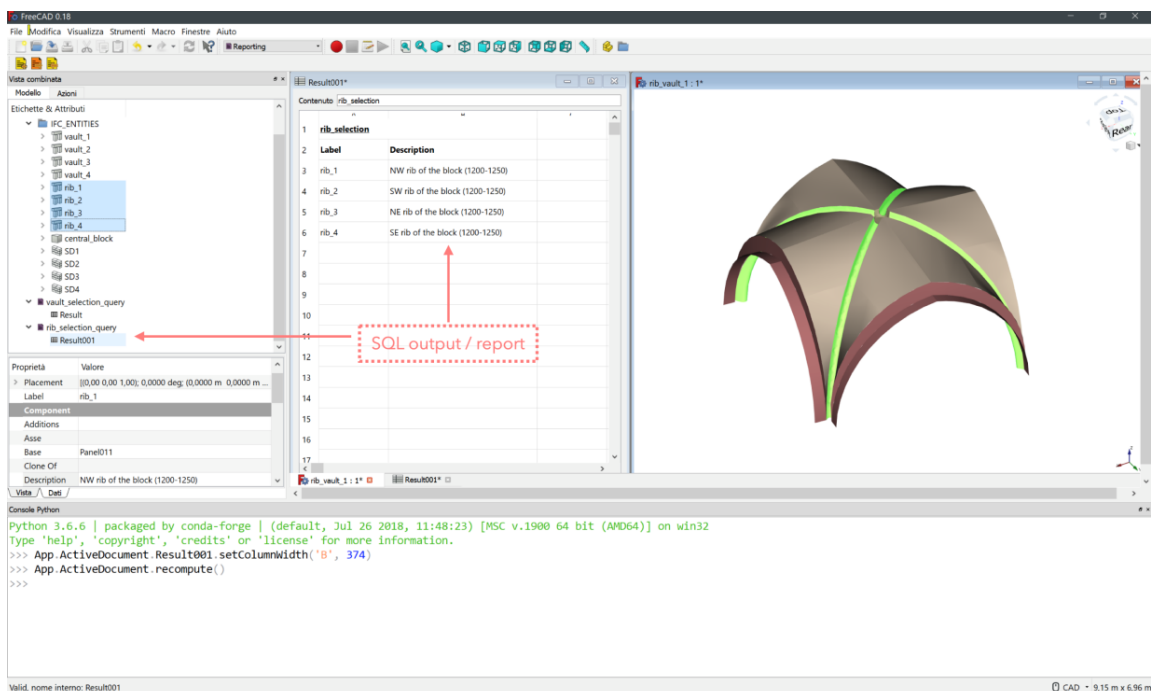 FreeCAD 0.18
File Modifica Visualizza Strumenti Macro Finestre Aiuto
Reporting
Vista combinata
Modello Azioni
Etichette & Attributi
IFC_ENTITIES
vault_1
vault_2
vault_3
vault_4
rib_1
rib_2
rib_3
rib_4
central_block
SD1
SD2
SD3
SD4
vault_selection_query
Result
rib_selection_query
Result001
Proprietà Valore
Placement [(0,00 0,00 1,00); 0,0000 deg; (0,0000 m 0,0000 m ...
Label rib_1
Component
Additions
Asse
Base Panel011
Clone Of
Description NW rib of the block (1200-1250)
Vista Dati
Result001*
Contenuto rib_selection
1 rib_selection
2 Label Description
3 rib_1 NW rib of the block (1200-1250)
4 rib_2 SW rib of the block (1200-1250)
5 rib_3 NE rib of the block (1200-1250)
6 rib_4 SE rib of the block (1200-1250)
7
8
9
10
11
12
13
14
15
16
17
SQL output / report
rib_vault_1 : 1*
Top
Rear
rib_vault_1 : 1* Result001*
Console Python
Python 3.6.6 | packaged by conda-forge | (default, Jul 26 2018, 11:48:23) [MSC v.1900 64 bit (AMD64)] on win32
Type 'help', 'copyright', 'credits' or 'license' for more information.
>>> App.ActiveDocument.Result001.setColumnWidth('B', 374)
>>> App.ActiveDocument.recompute()
>>>
Valid, nome interno: Result001
CAD - 9,15 m x 6,96 m